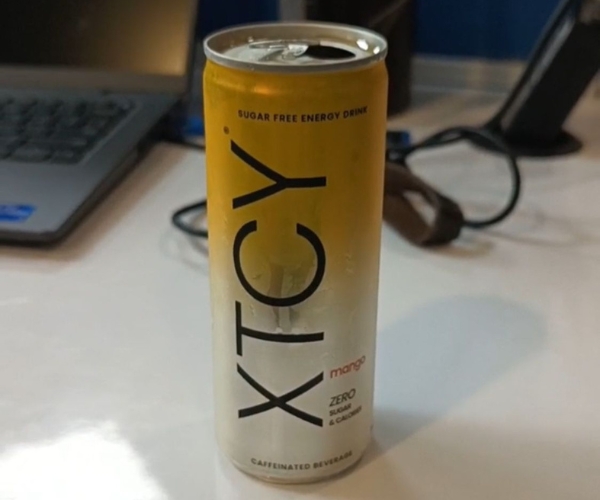 SUGAR FREE ENERGY DRINK
XTCY
mango
ZERO
SUGAR
& CALORIES
CAFFEINATED BEVERAGE